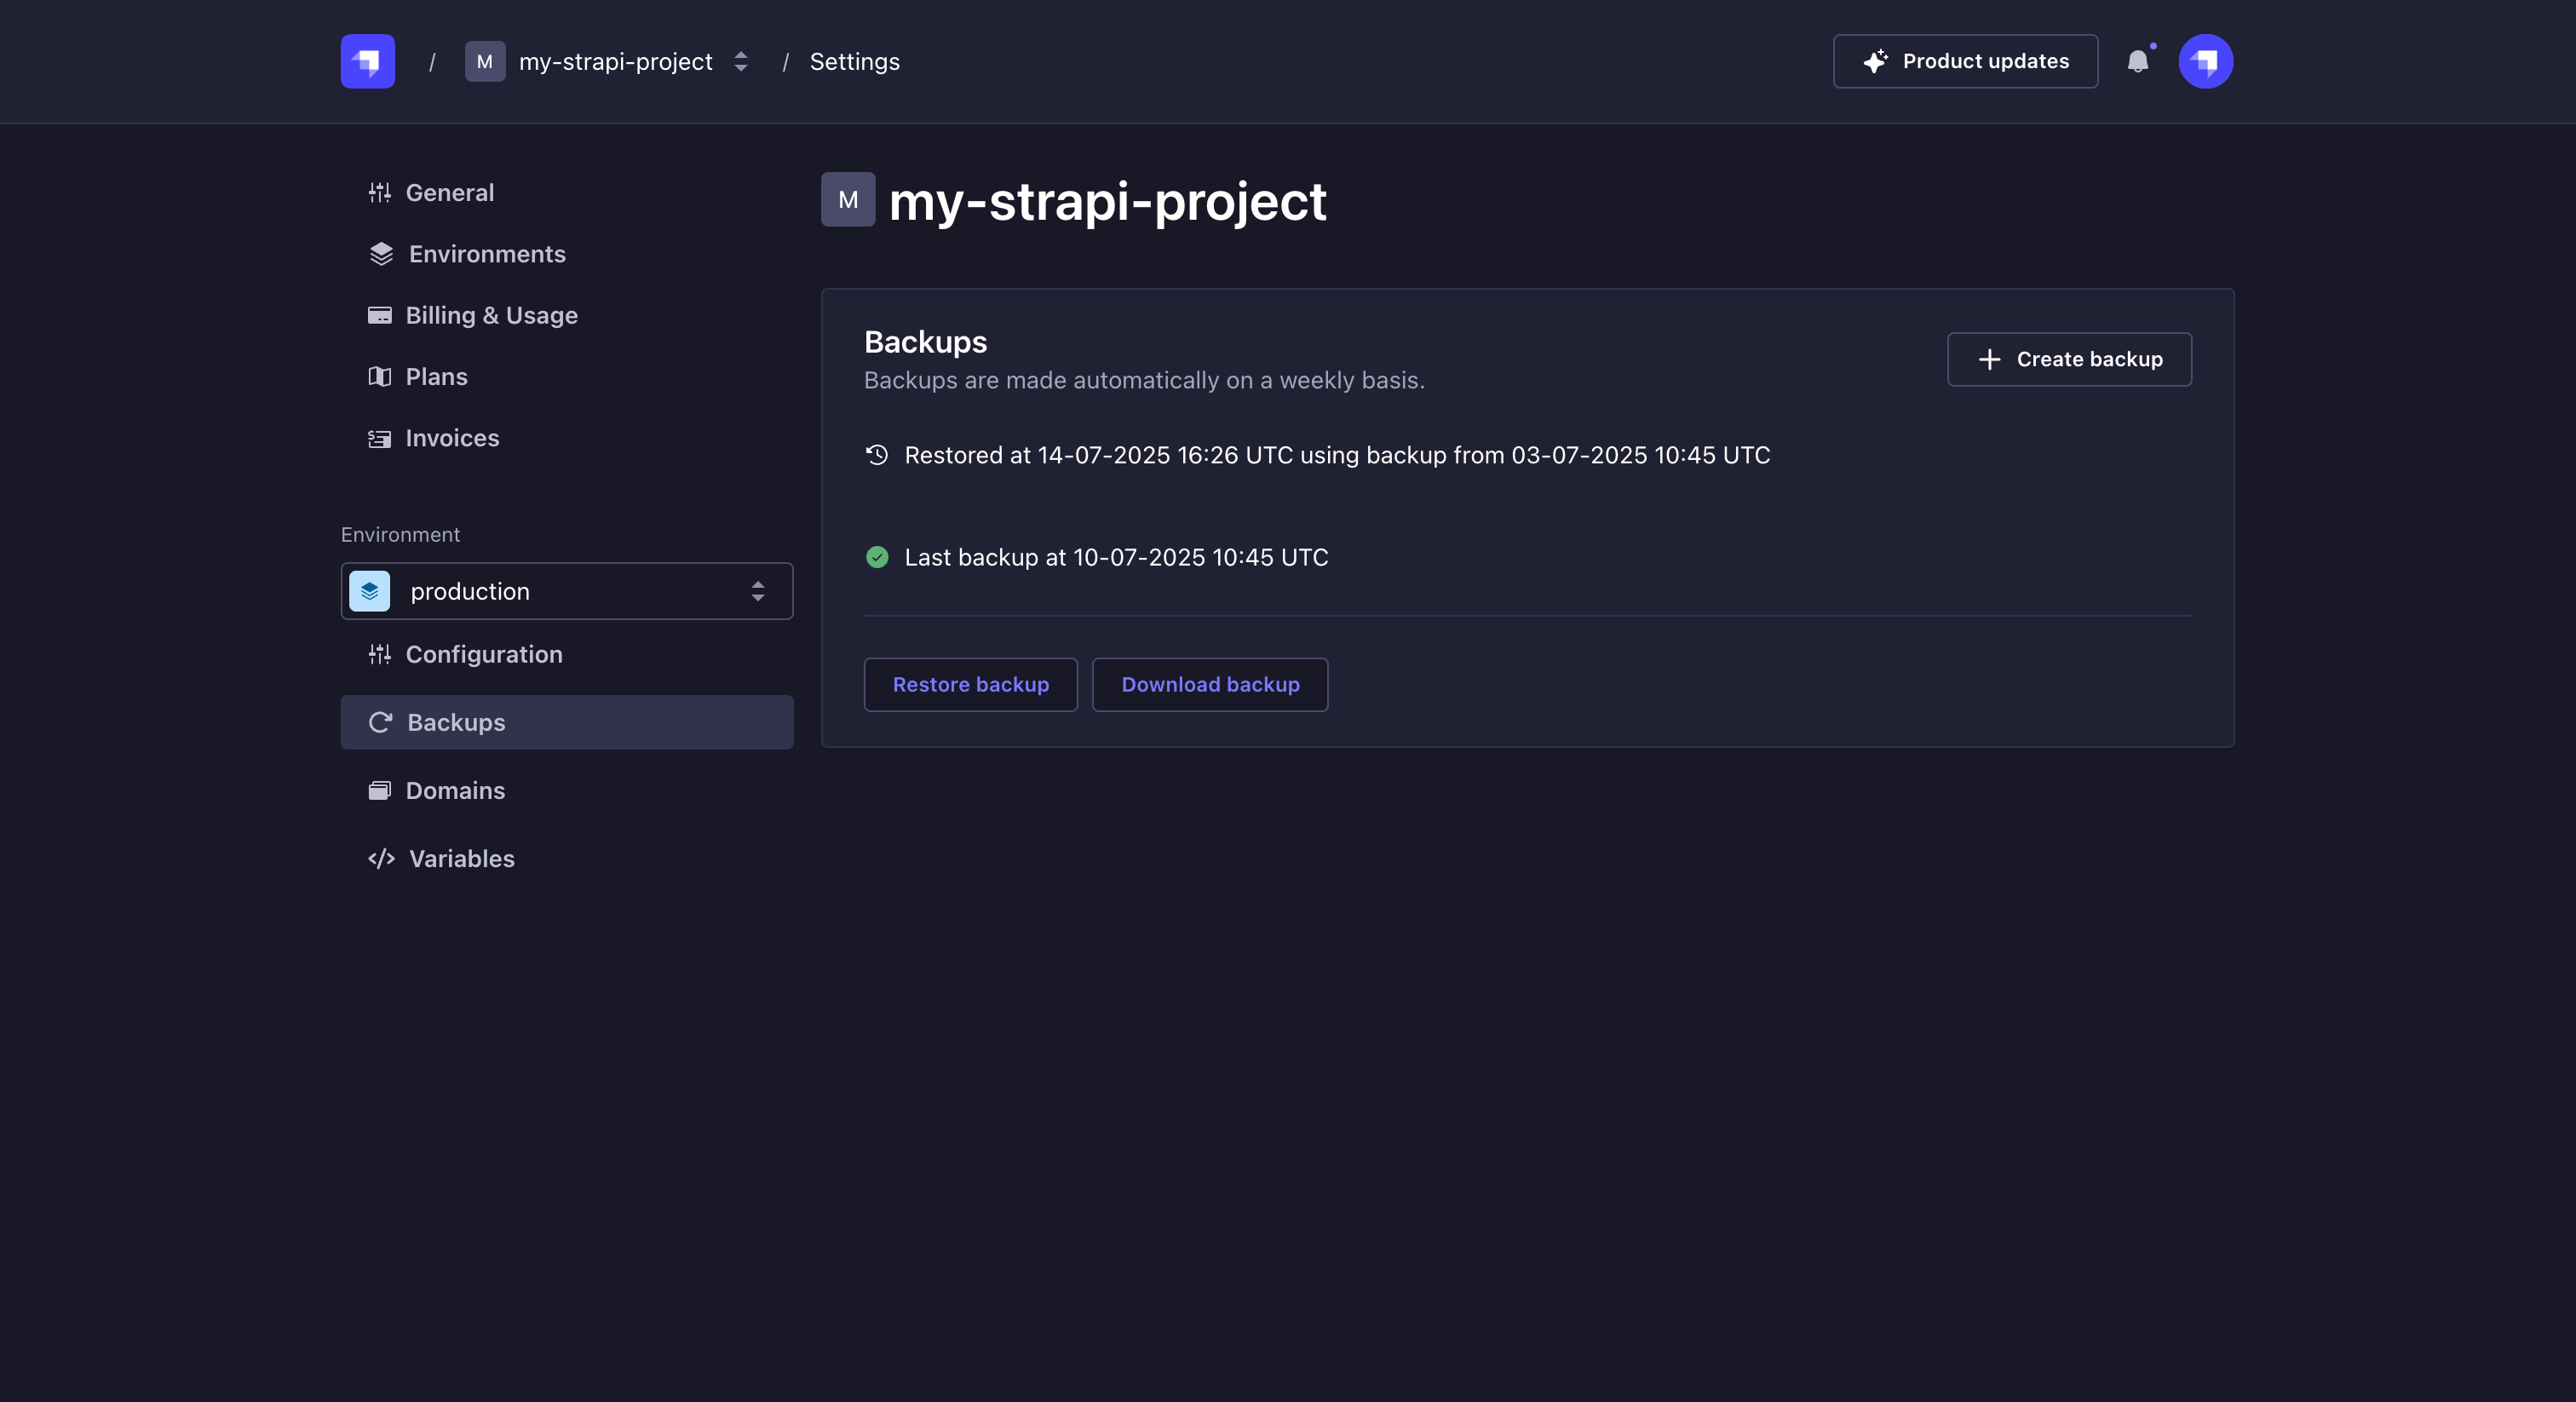 / M my-strapi-project / Settings
Product updates
General
Environments
Billing & Usage
Plans
Invoices
Environment
production
Configuration
Backups
Domains
Variables
M my-strapi-project
Backups
Backups are made automatically on a weekly basis.
Create backup
Restored at 14-07-2025 16:26 UTC using backup from 03-07-2025 10:45 UTC
Last backup at 10-07-2025 10:45 UTC
Restore backup
Download backup